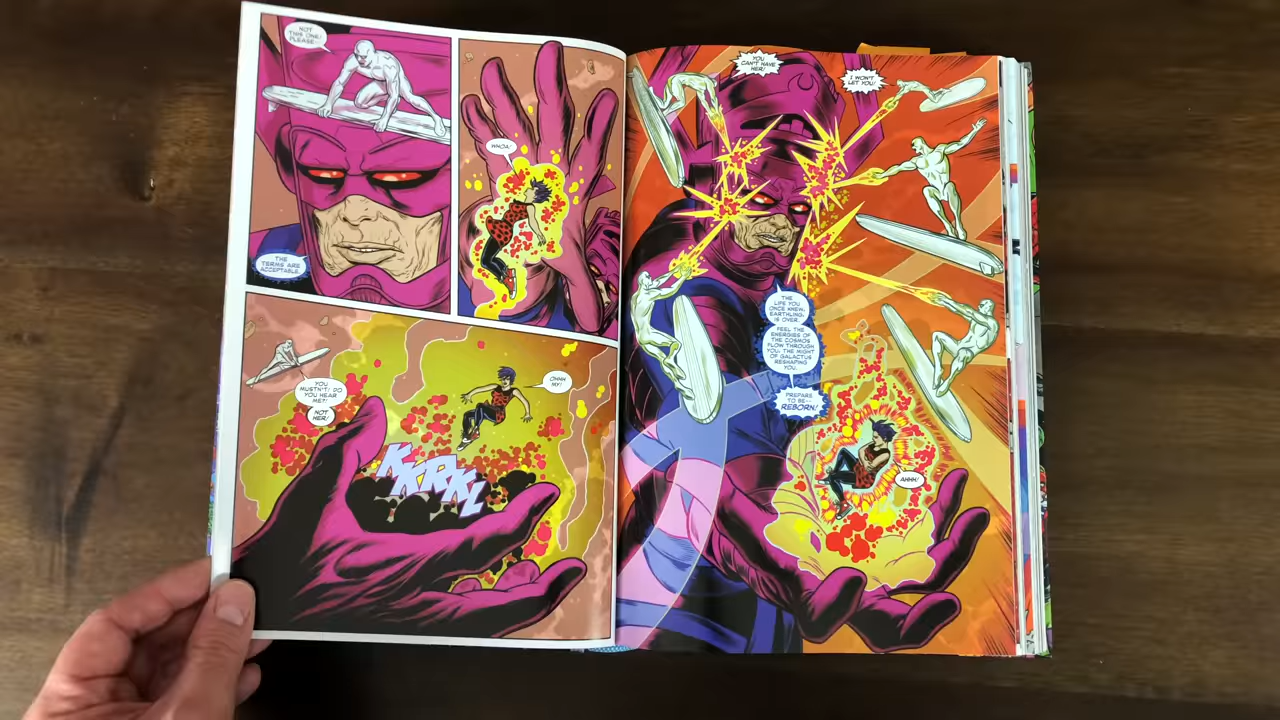 NOT
THIS ONE!
PLEASE--
THE
TERMS ARE
ACCEPTABLE.
WHOA!
YOU
MUSTN'T! DO
YOU HEAR
ME?!
NOT
HER!
OHHH
MY!
KKRKL
YOU
CAN'T HAVE
HER!
I WON'T
LET YOU!
THE
LIFE YOU
ONCE KNEW,
EARTHLING,
IS OVER.
FEEL THE
ENERGIES OF
THE COSMOS
FLOW THROUGH
YOU, THE MIGHT
OF GALACTUS
RESHAPING
YOU.
PREPARE
TO BE--
REBORN!
AHHH!